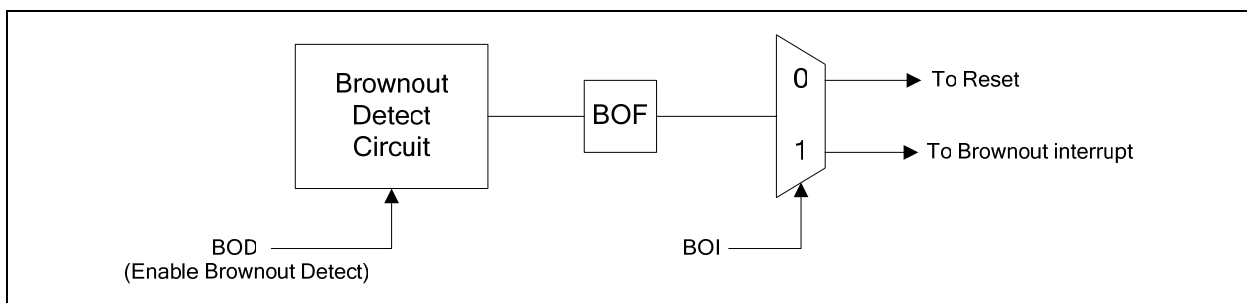 Brownout
Detect
Circuit
BOF
0
1
To Reset
To Brownout interrupt
BOD
(Enable Brownout Detect)
BOI